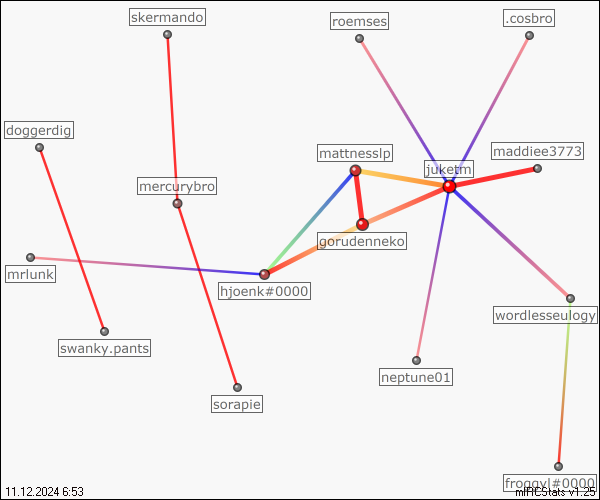 skermando
roemses
.cosbro
doggerdig
mattnesslp
juketm
maddiee3773
mercurybro
gorudenneko
mrlunk
hjoenk#0000
wordlesseulogy
swanky.pants
neptune01
sorapie
froggyl#0000
11.12.2024 6:53
mIRCStats v1.25